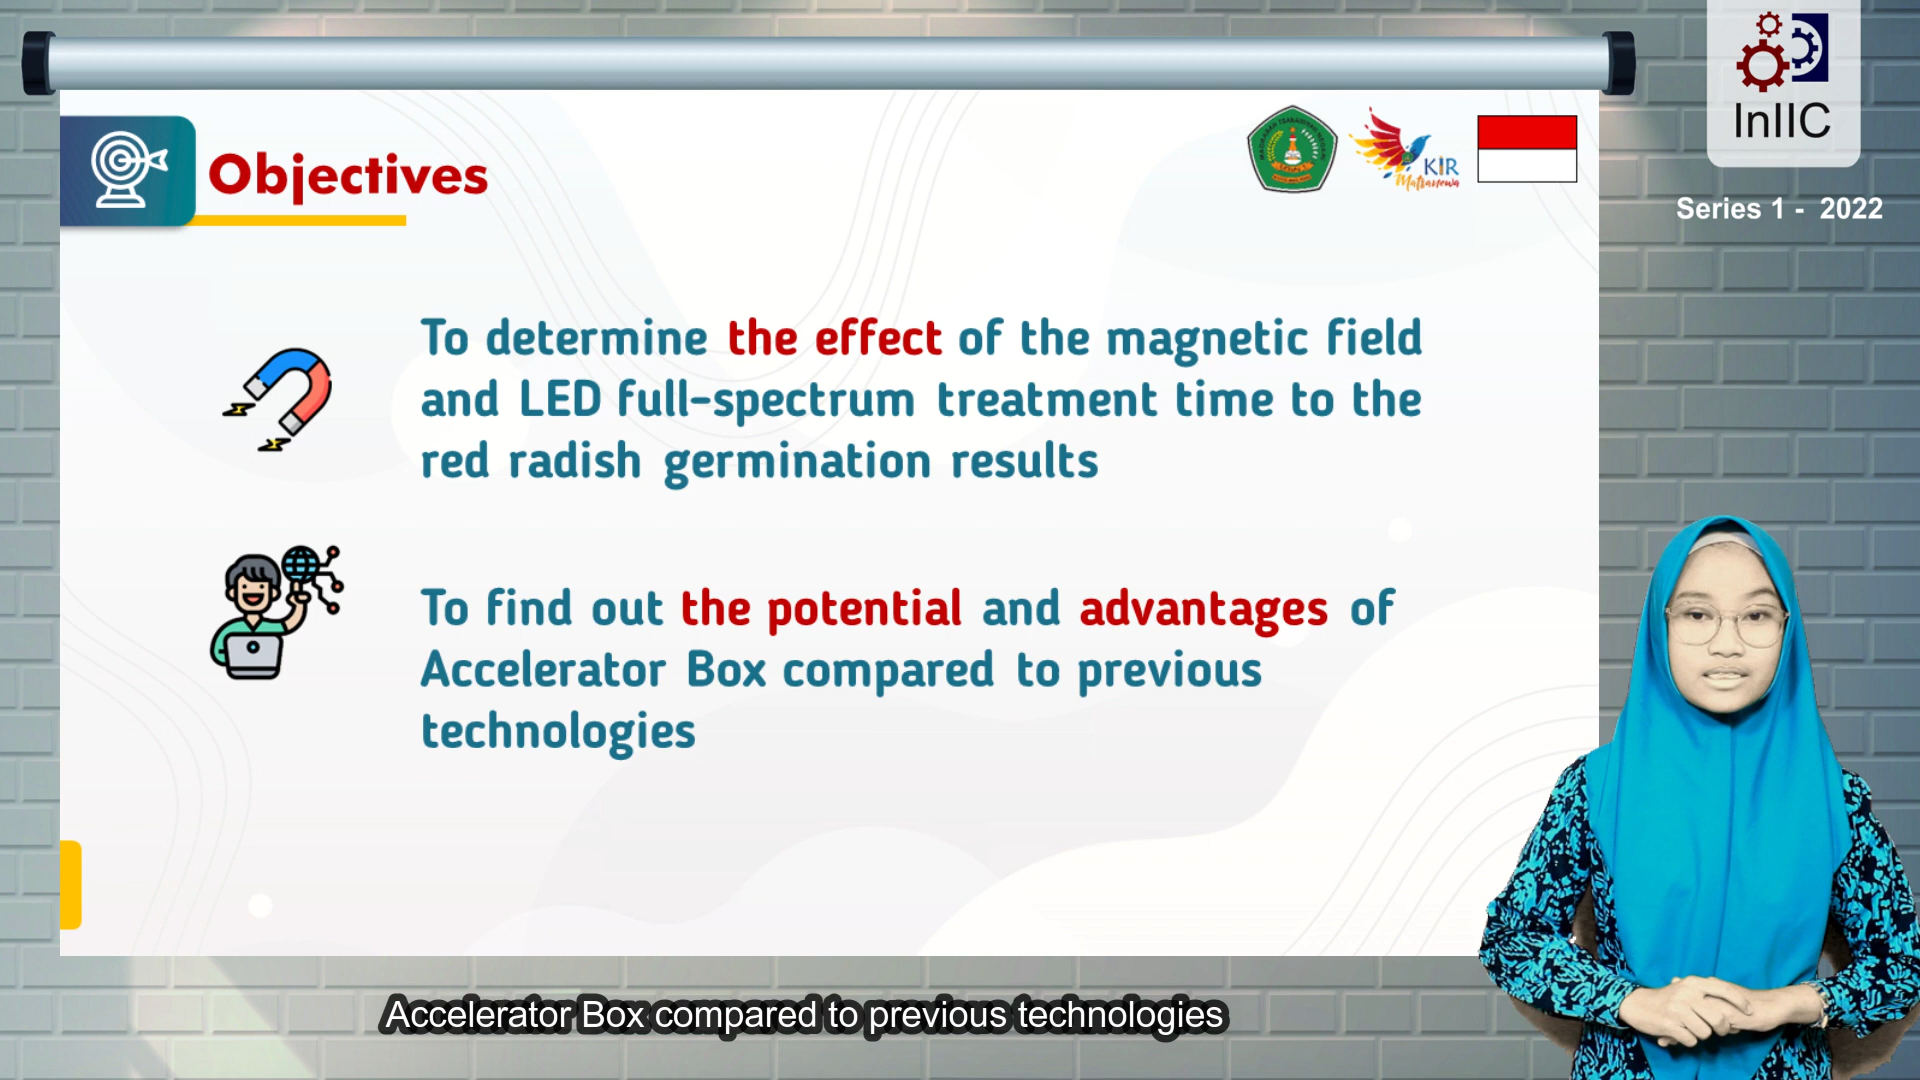 InIIC
Series 1 - 2022
Objectives
KIR
Matsanewa
To determine the effect of the magnetic field
and LED full-spectrum treatment time to the
red radish germination results
To find out the potential and advantages of
Accelerator Box compared to previous
technologies
Accelerator Box compared to previous technologies